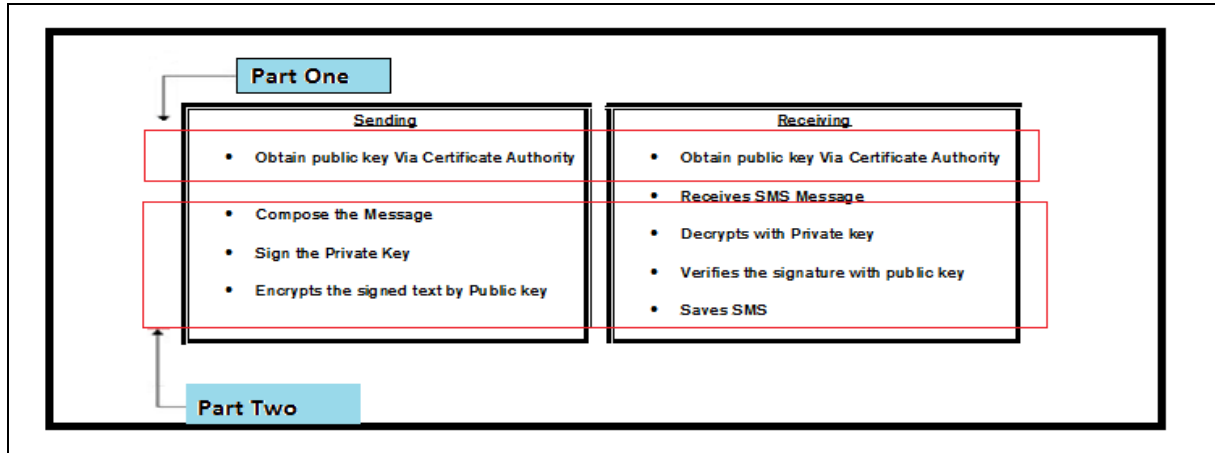 Part One
Sending
• Obtain public key Via Certificate Authority
• Compose the Message
• Sign the Private Key
• Encrypts the signed text by Public key
Receiving
• Obtain public key Via Certificate Authority
• Receives SMS Message
• Decrypts with Private key
• Verifies the signature with public key
• Saves SMS
Part Two